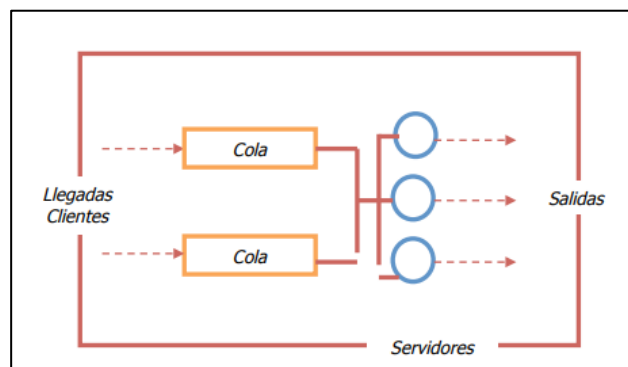 Cola
Llegadas
Clientes
Salidas
Cola
Servidores